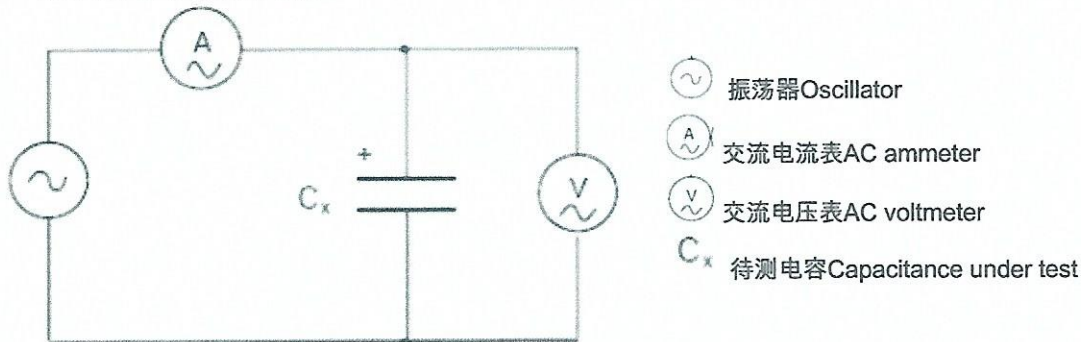 A
+
Cx
V
振荡器Oscillator
A 交流电流表AC ammeter
V 交流电压表AC voltmeter
Cx 待测电容Capacitance under test